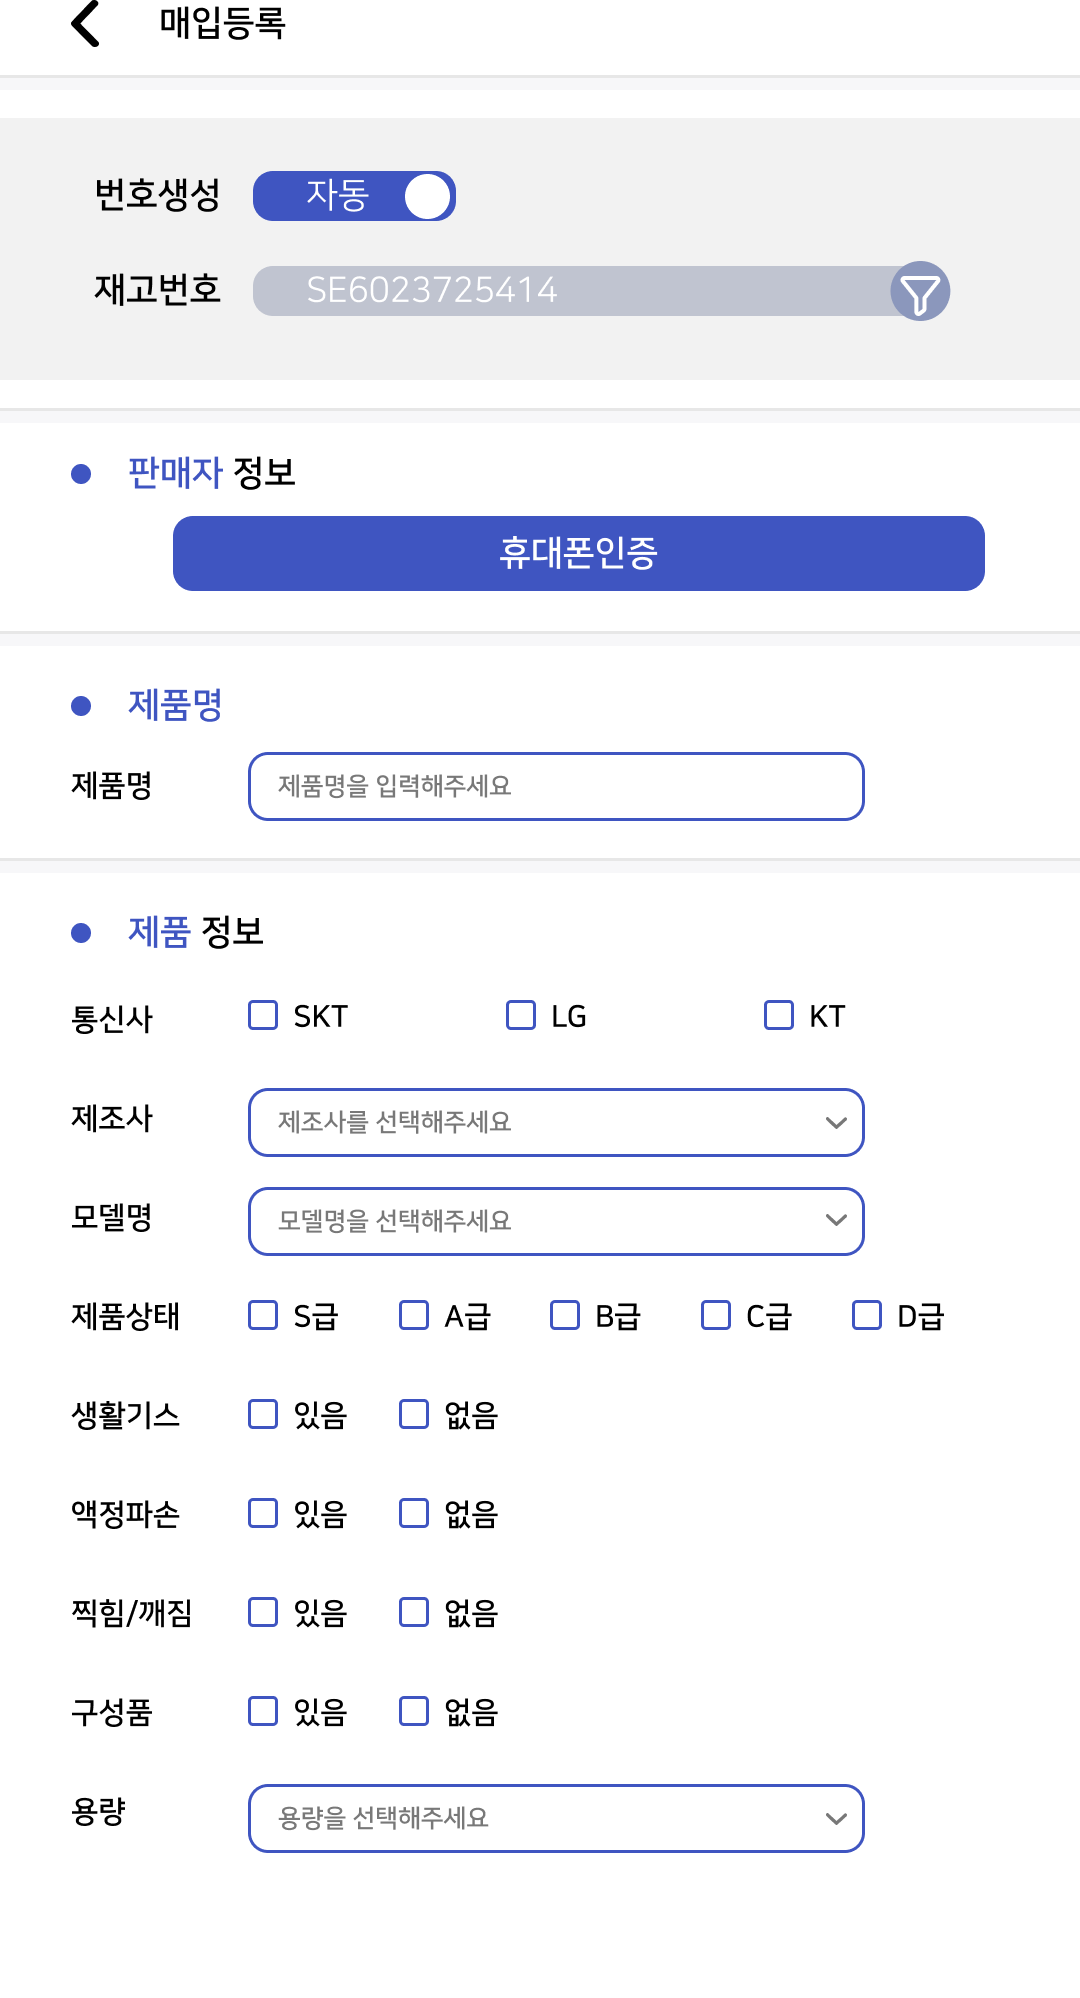 매입등록
번호생성 자동
재고번호 SE6023725414
판매자 정보
휴대폰인증
제품명
제품명 제품명을 입력해주세요
제품 정보
통신사 SKT LG KT
제조사 제조사를 선택해주세요
모델명 모델명을 선택해주세요
제품상태 S급 A급 B급 C급 D급
생활기스 있음 없음
액정파손 있음 없음
찍힘/깨짐 있음 없음
구성품 있음 없음
용량 용량을 선택해주세요